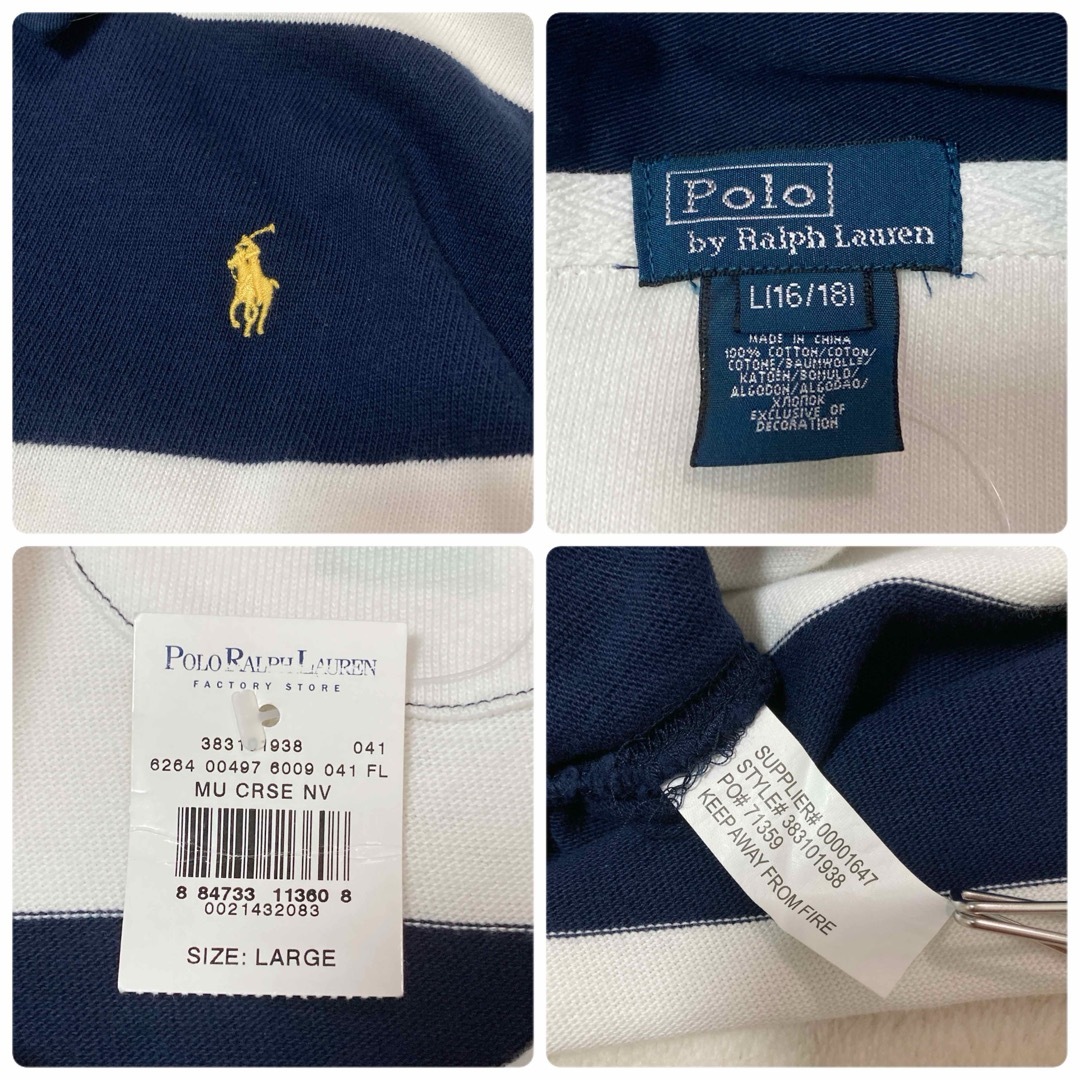 Polo
by Ralph Lauren
L(16/18)
MADE IN CHINA
100% COTTON/COTON/
COTONE/BAUMWOLLE/
KATOEN/BOMULD/
ALGODON/ALGODAO/
ХЛОПОК
EXCLUSIVE OF
DECORATION
POLO RALPH LAUREN
FACTORY STORE
383101938 041
6264 00497 6009 041 FL
MU CRSE NV
8 84733 11360 8
0021432083
SIZE: LARGE
SUPPLIER# 00001647
STYLE# 383101938
PO# 71359
KEEP AWAY FROM FIRE